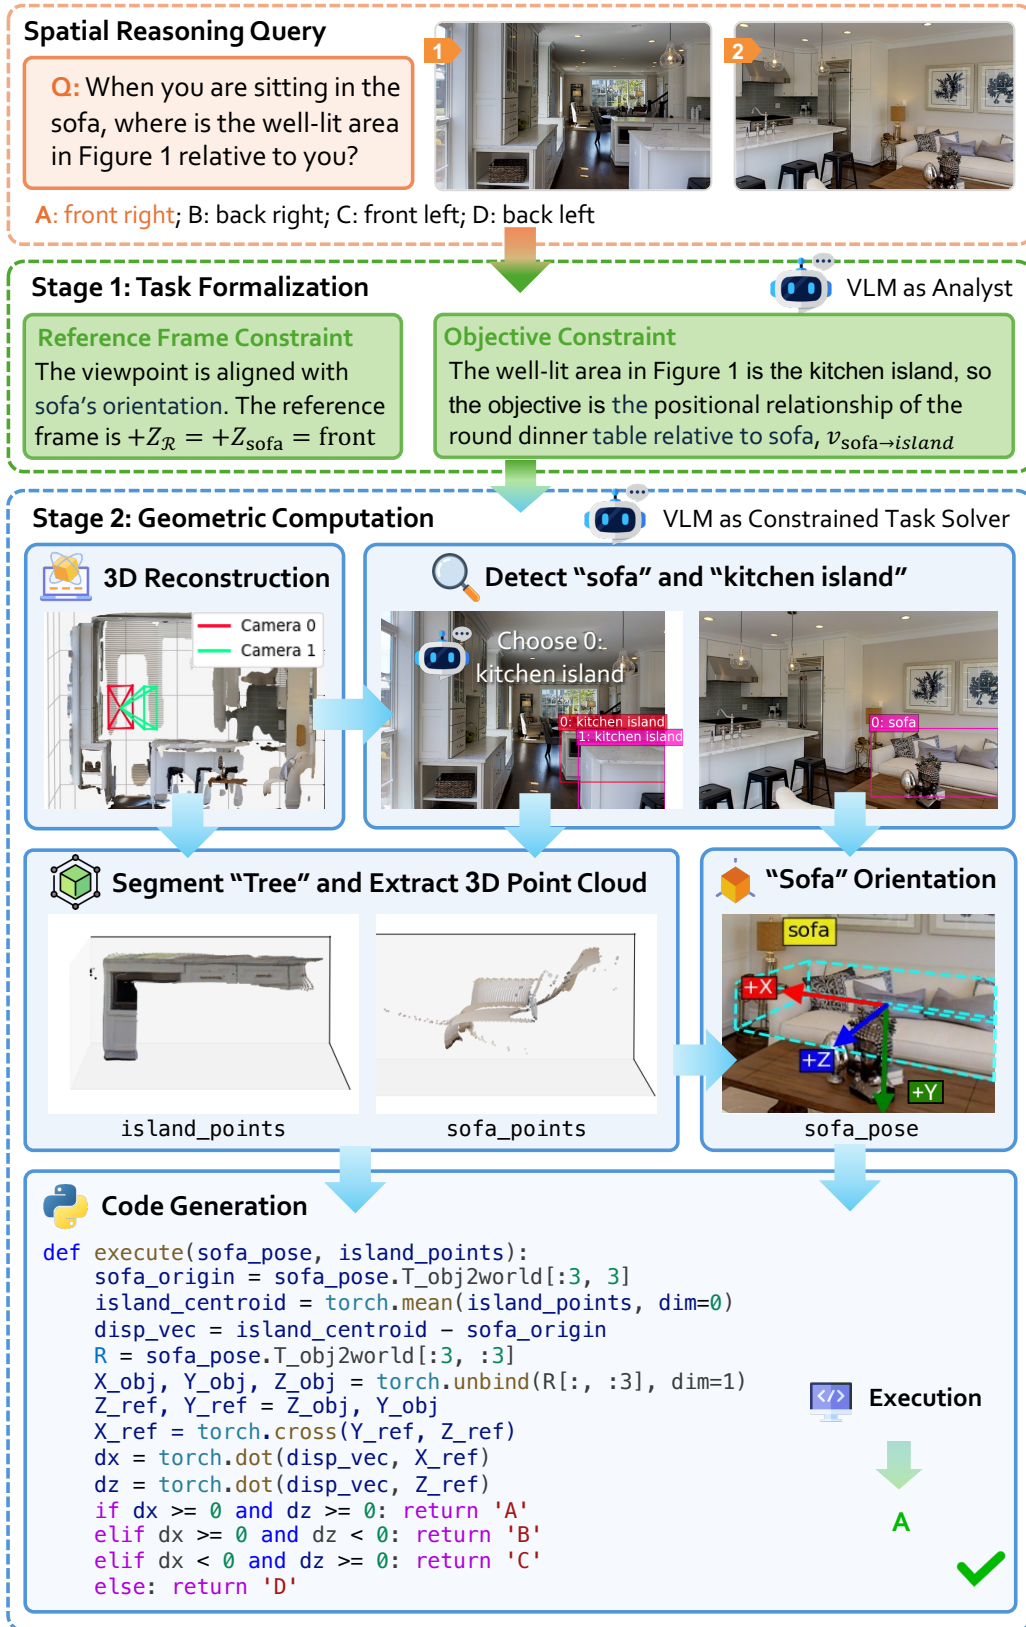 Spatial Reasoning Query
Q: When you are sitting in the
sofa, where is the well-lit area
in Figure 1 relative to you?
1
2
A: front right; B: back right; C: front left; D: back left
Stage 1: Task Formalization
VLM as Analyst
Reference Frame Constraint
The viewpoint is aligned with
sofa's orientation. The reference
frame is +Z_ℛ = +Z_sofa = front
Objective Constraint
The well-lit area in Figure 1 is the kitchen island, so
the objective is the positional relationship of the
round dinner table relative to sofa, v_sofa→island
Stage 2: Geometric Computation
VLM as Constrained Task Solver
3D Reconstruction
Camera 0
Camera 1
Detect “sofa” and “kitchen island”
Choose 0:
kitchen island
0: kitchen island
1: kitchen island
0: sofa
Segment “Tree” and Extract 3D Point Cloud
island_points
sofa_points
“Sofa” Orientation
sofa
+X
+Z
+Y
sofa_pose
Code Generation
def execute(sofa_pose, island_points):
    sofa_origin = sofa_pose.T_obj2world[:3, 3]
    island_centroid = torch.mean(island_points, dim=0)
    disp_vec = island_centroid - sofa_origin
    R = sofa_pose.T_obj2world[:3, :3]
    X_obj, Y_obj, Z_obj = torch.unbind(R[:, :3], dim=1)
    Z_ref, Y_ref = Z_obj, Y_obj
    X_ref = torch.cross(Y_ref, Z_ref)
    dx = torch.dot(disp_vec, X_ref)
    dz = torch.dot(disp_vec, Z_ref)
    if dx >= 0 and dz >= 0: return 'A'
    elif dx >= 0 and dz < 0: return 'B'
    elif dx < 0 and dz >= 0: return 'C'
    else: return 'D'
</>
Execution
A